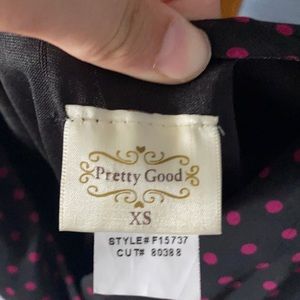 Pretty Good
XS
STYLE# F15737
CUT# 80388